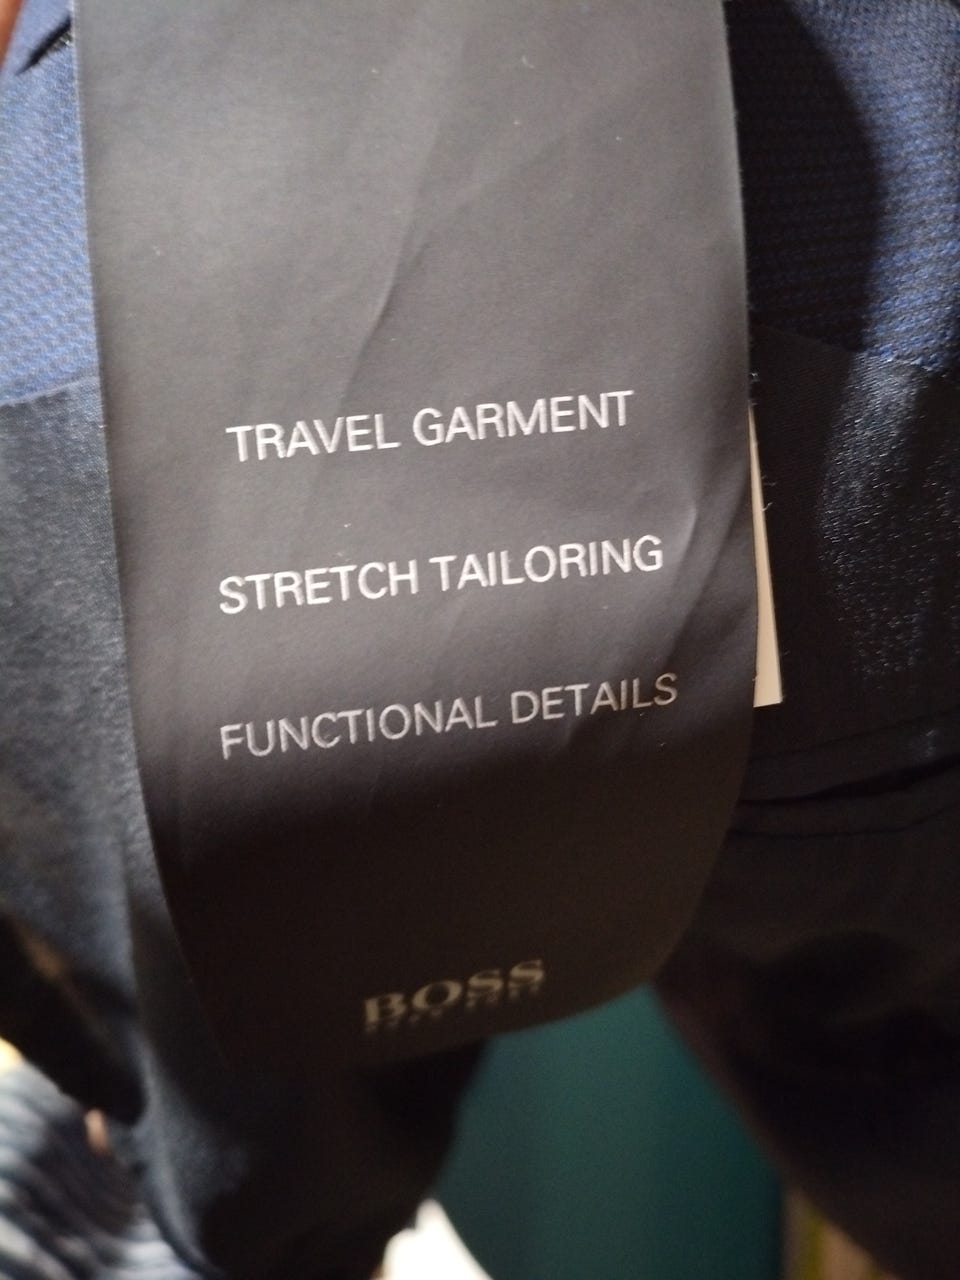 TRAVEL GARMENT
STRETCH TAILORING
FUNCTIONAL DETAILS
BOSS